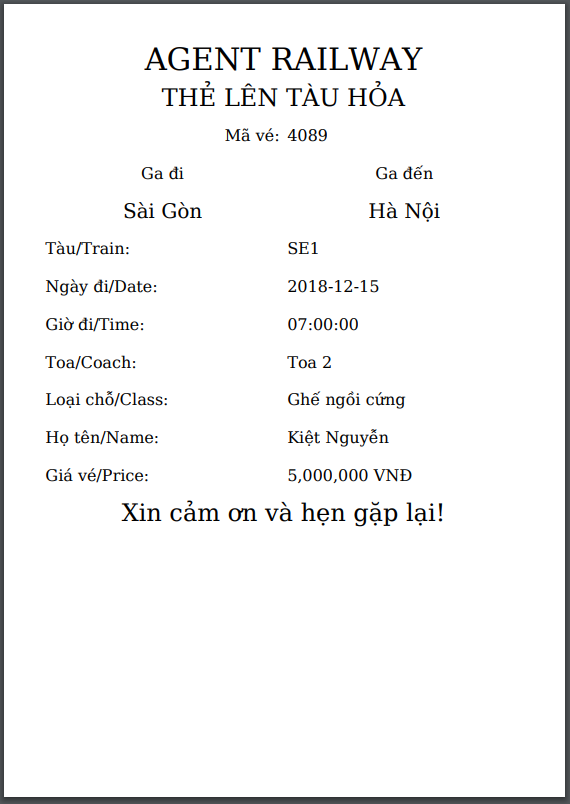 AGENT RAILWAY
THẺ LÊN TÀU HỎA
Mã vé: 4089
Ga đi Ga đến
Sài Gòn Hà Nội
Tàu/Train: SE1
Ngày đi/Date: 2018-12-15
Giờ đi/Time: 07:00:00
Toa/Coach: Toa 2
Loại chỗ/Class: Ghế ngồi cứng
Họ tên/Name: Kiệt Nguyễn
Giá vé/Price: 5,000,000 VNĐ
Xin cảm ơn và hẹn gặp lại!